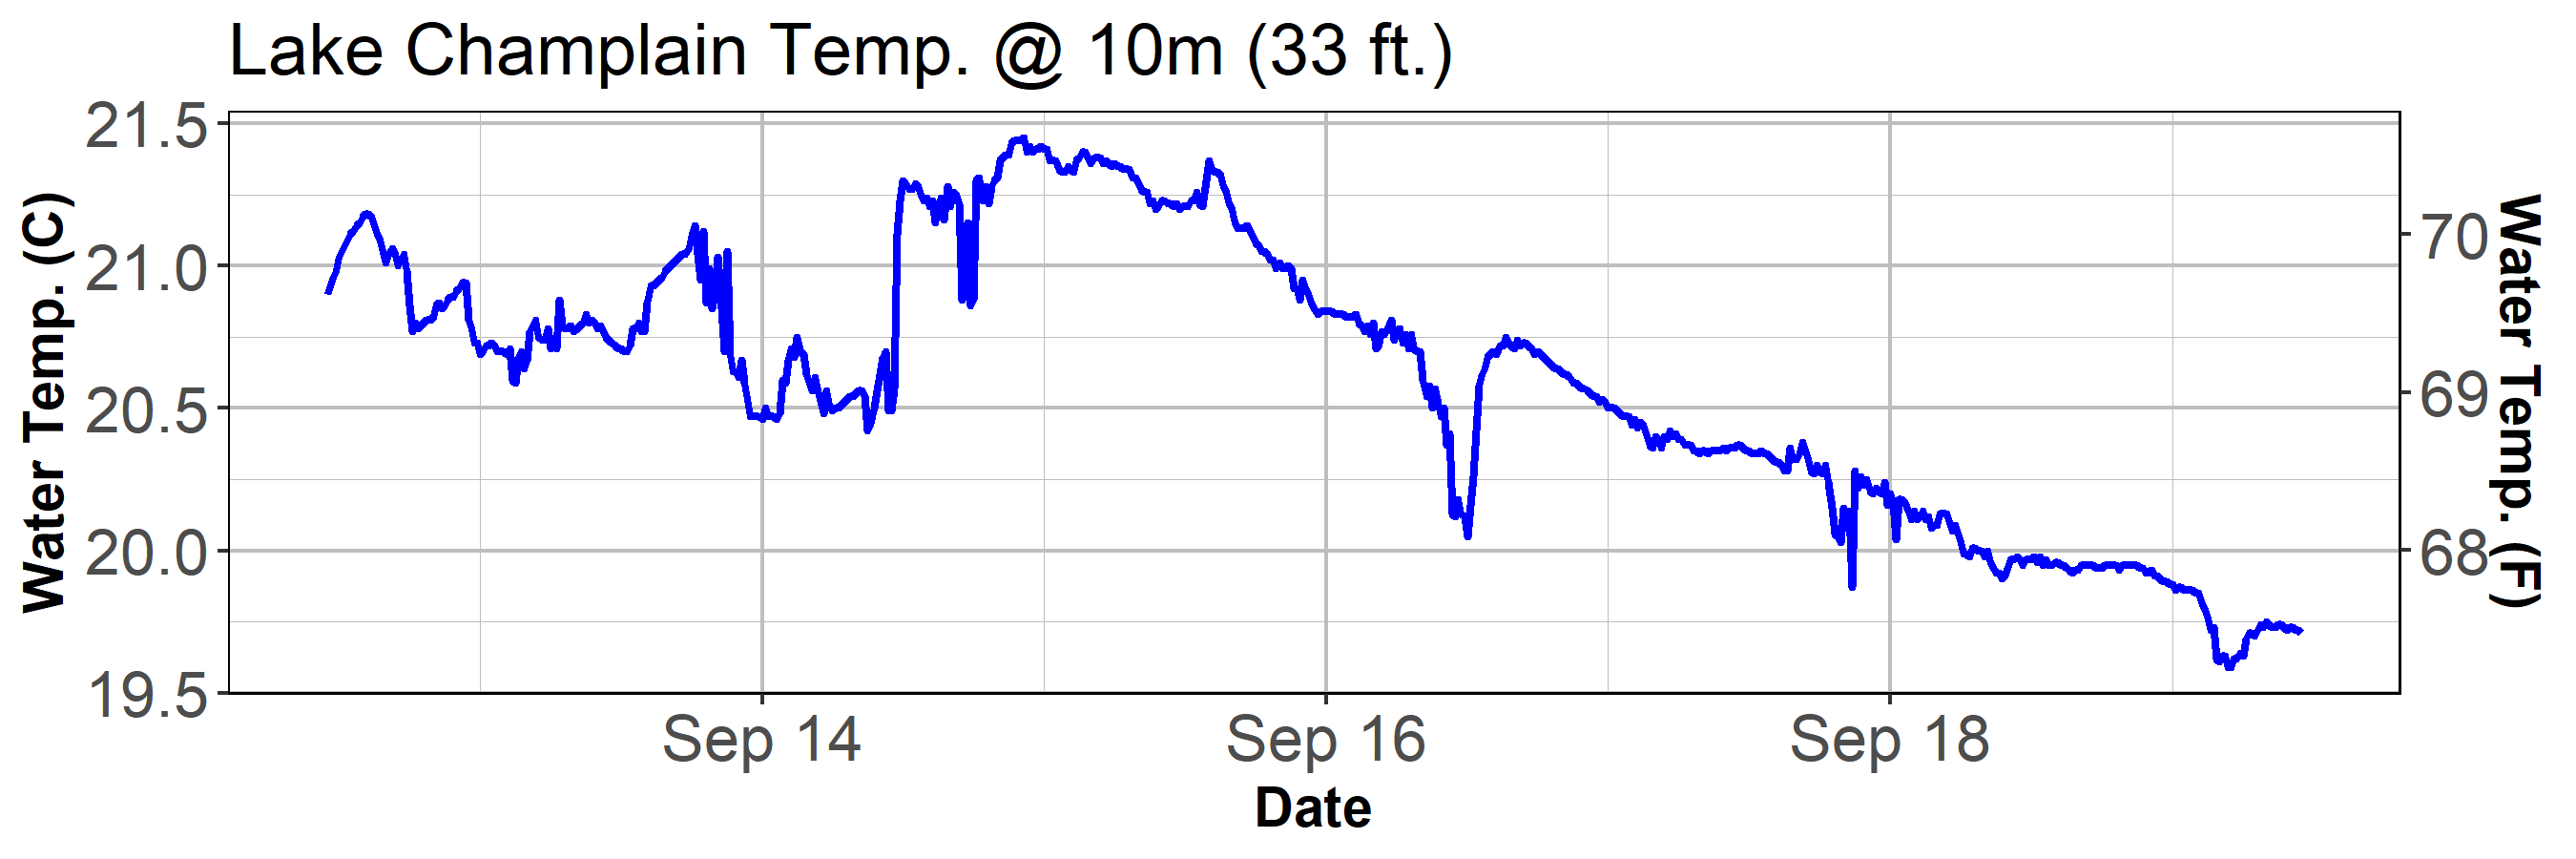 Lake Champlain Temp. @ 10m (33 ft.)
Water Temp. (C)
21.5
21.0
20.5
20.0
19.5
70
69
68
Water Temp. (F)
Sep 14
Sep 16
Sep 18
Date